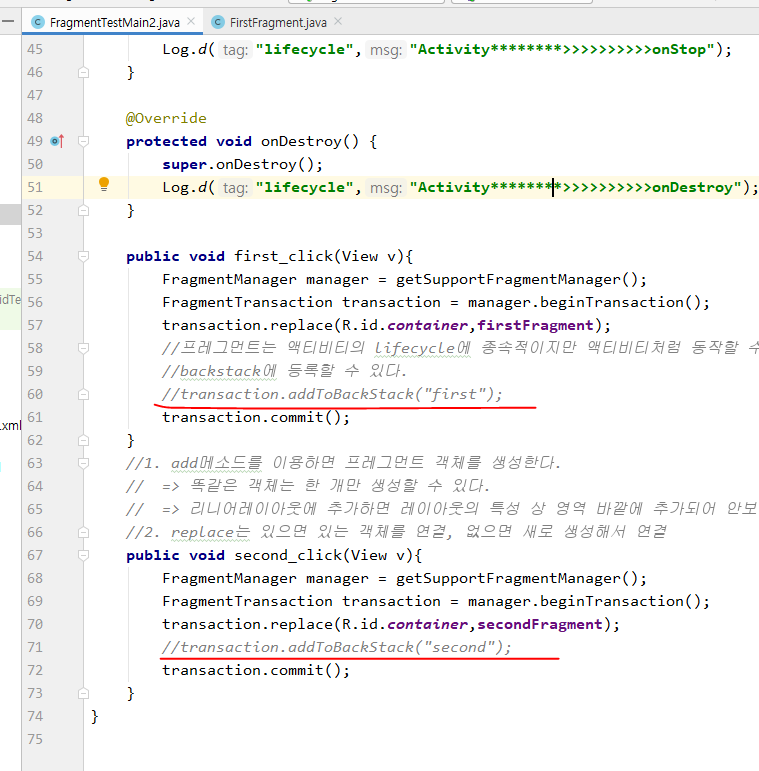 FragmentTestMain2.java
FirstFragment.java
45 Log.d( tag: "lifecycle", msg: "Activity********>>>>>>>>>>onStop");
46 }
47
48 @Override
49 protected void onDestroy() {
50 super.onDestroy();
51 Log.d( tag: "lifecycle", msg: "Activity********>>>>>>>>>>onDestroy");
52 }
53
54 public void first_click(View v){
55 FragmentManager manager = getSupportFragmentManager();
56 FragmentTransaction transaction = manager.beginTransaction();
57 transaction.replace(R.id.container,firstFragment);
58 //프레그먼트는 액티비티의 lifecycle에 종속적이지만 액티비티처럼 동작할 수
59 //backstack에 등록할 수 있다.
60 //transaction.addToBackStack("first");
61 transaction.commit();
62 }
63 //1. add메소드를 이용하면 프레그먼트 객체를 생성한다.
64 // => 똑같은 객체는 한 개만 생성할 수 있다.
65 // => 리니어레이아웃에 추가하면 레이아웃의 특성 상 영역 바깥에 추가되어 안보
66 //2. replace는 있으면 있는 객체를 연결, 없으면 새로 생성해서 연결
67 public void second_click(View v){
68 FragmentManager manager = getSupportFragmentManager();
69 FragmentTransaction transaction = manager.beginTransaction();
70 transaction.replace(R.id.container,secondFragment);
71 //transaction.addToBackStack("second");
72 transaction.commit();
73 }
74 }
75
idTe
.xml